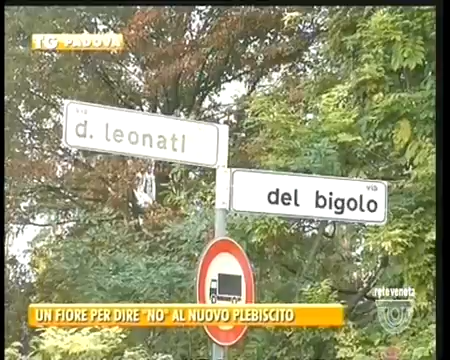 TG PADOVA
via
d. leonati
via
del bigolo
reteveneta
UN FIORE PER DIRE "NO" AL NUOVO PLEBISCITO